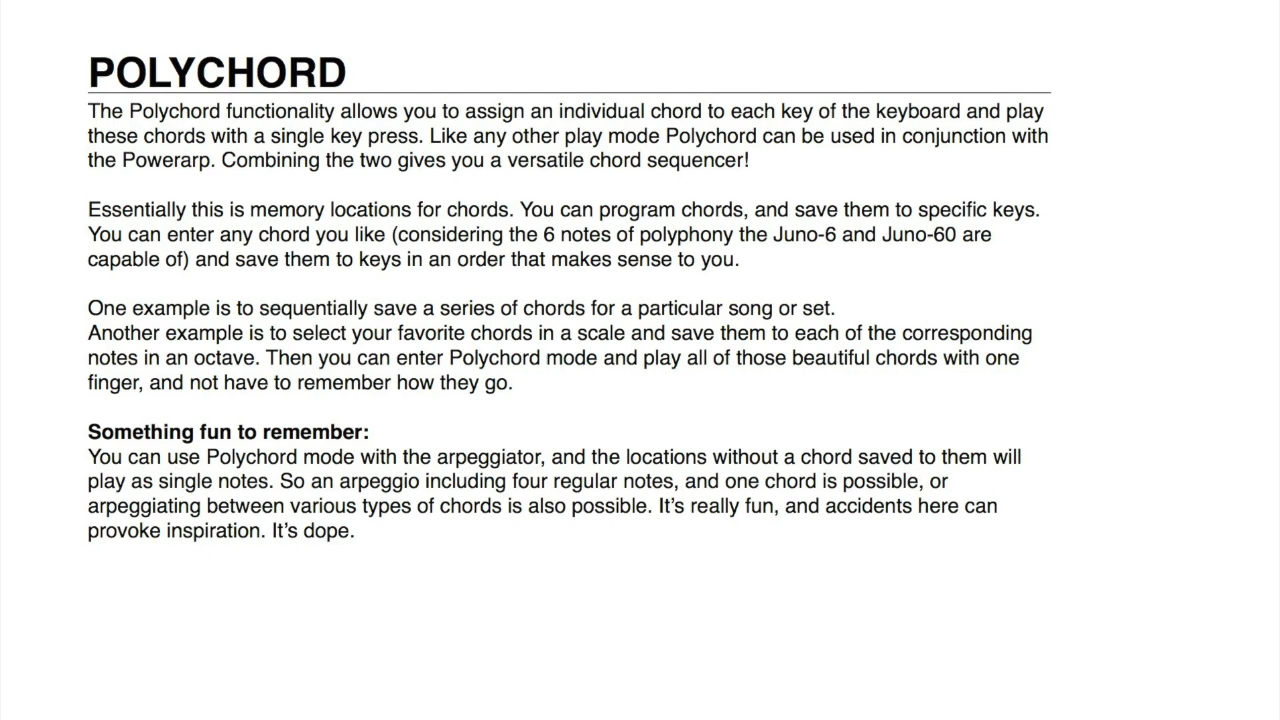 POLYCHORD
The Polychord functionality allows you to assign an individual chord to each key of the keyboard and play
these chords with a single key press. Like any other play mode Polychord can be used in conjunction with
the Powerarp. Combining the two gives you a versatile chord sequencer!
Essentially this is memory locations for chords. You can program chords, and save them to specific keys.
You can enter any chord you like (considering the 6 notes of polyphony the Juno-6 and Juno-60 are
capable of) and save them to keys in an order that makes sense to you.
One example is to sequentially save a series of chords for a particular song or set.
Another example is to select your favorite chords in a scale and save them to each of the corresponding
notes in an octave. Then you can enter Polychord mode and play all of those beautiful chords with one
finger, and not have to remember how they go.
Something fun to remember:
You can use Polychord mode with the arpeggiator, and the locations without a chord saved to them will
play as single notes. So an arpeggio including four regular notes, and one chord is possible, or
arpeggiating between various types of chords is also possible. It’s really fun, and accidents here can
provoke inspiration. It’s dope.